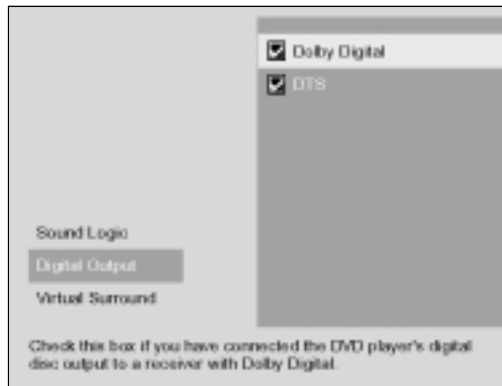 Dolby Digital
DTS
Sound Logic
Digital Output
Virtual Surround
Check this box if you have connected the DVD player's digital
disc output to a receiver with Dolby Digital.